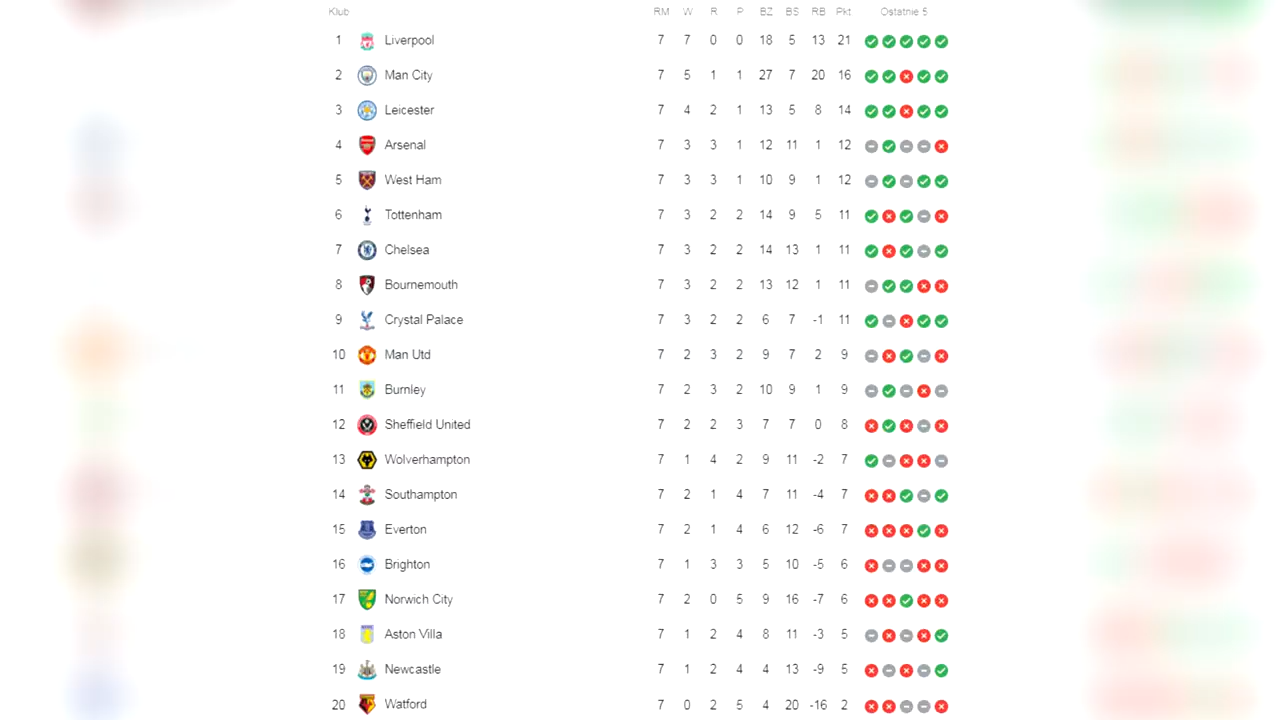 Klub RM W R P BZ BS RB Pkt Ostatnie 5
1 Liverpool 7 7 0 0 18 5 13 21
2 Man City 7 5 1 1 27 7 20 16
3 Leicester 7 4 2 1 13 5 8 14
4 Arsenal 7 3 3 1 12 11 1 12
5 West Ham 7 3 3 1 10 9 1 12
6 Tottenham 7 3 2 2 14 9 5 11
7 Chelsea 7 3 2 2 14 13 1 11
8 Bournemouth 7 3 2 2 13 12 1 11
9 Crystal Palace 7 3 2 2 6 7 -1 11
10 Man Utd 7 2 3 2 9 7 2 9
11 Burnley 7 2 3 2 10 9 1 9
12 Sheffield United 7 2 2 3 7 7 0 8
13 Wolverhampton 7 1 4 2 9 11 -2 7
14 Southampton 7 2 1 4 7 11 -4 7
15 Everton 7 2 1 4 6 12 -6 7
16 Brighton 7 1 3 3 5 10 -5 6
17 Norwich City 7 2 0 5 9 16 -7 6
18 Aston Villa 7 1 2 4 8 11 -3 5
19 Newcastle 7 1 2 4 4 13 -9 5
20 Watford 7 0 2 5 4 20 -16 2